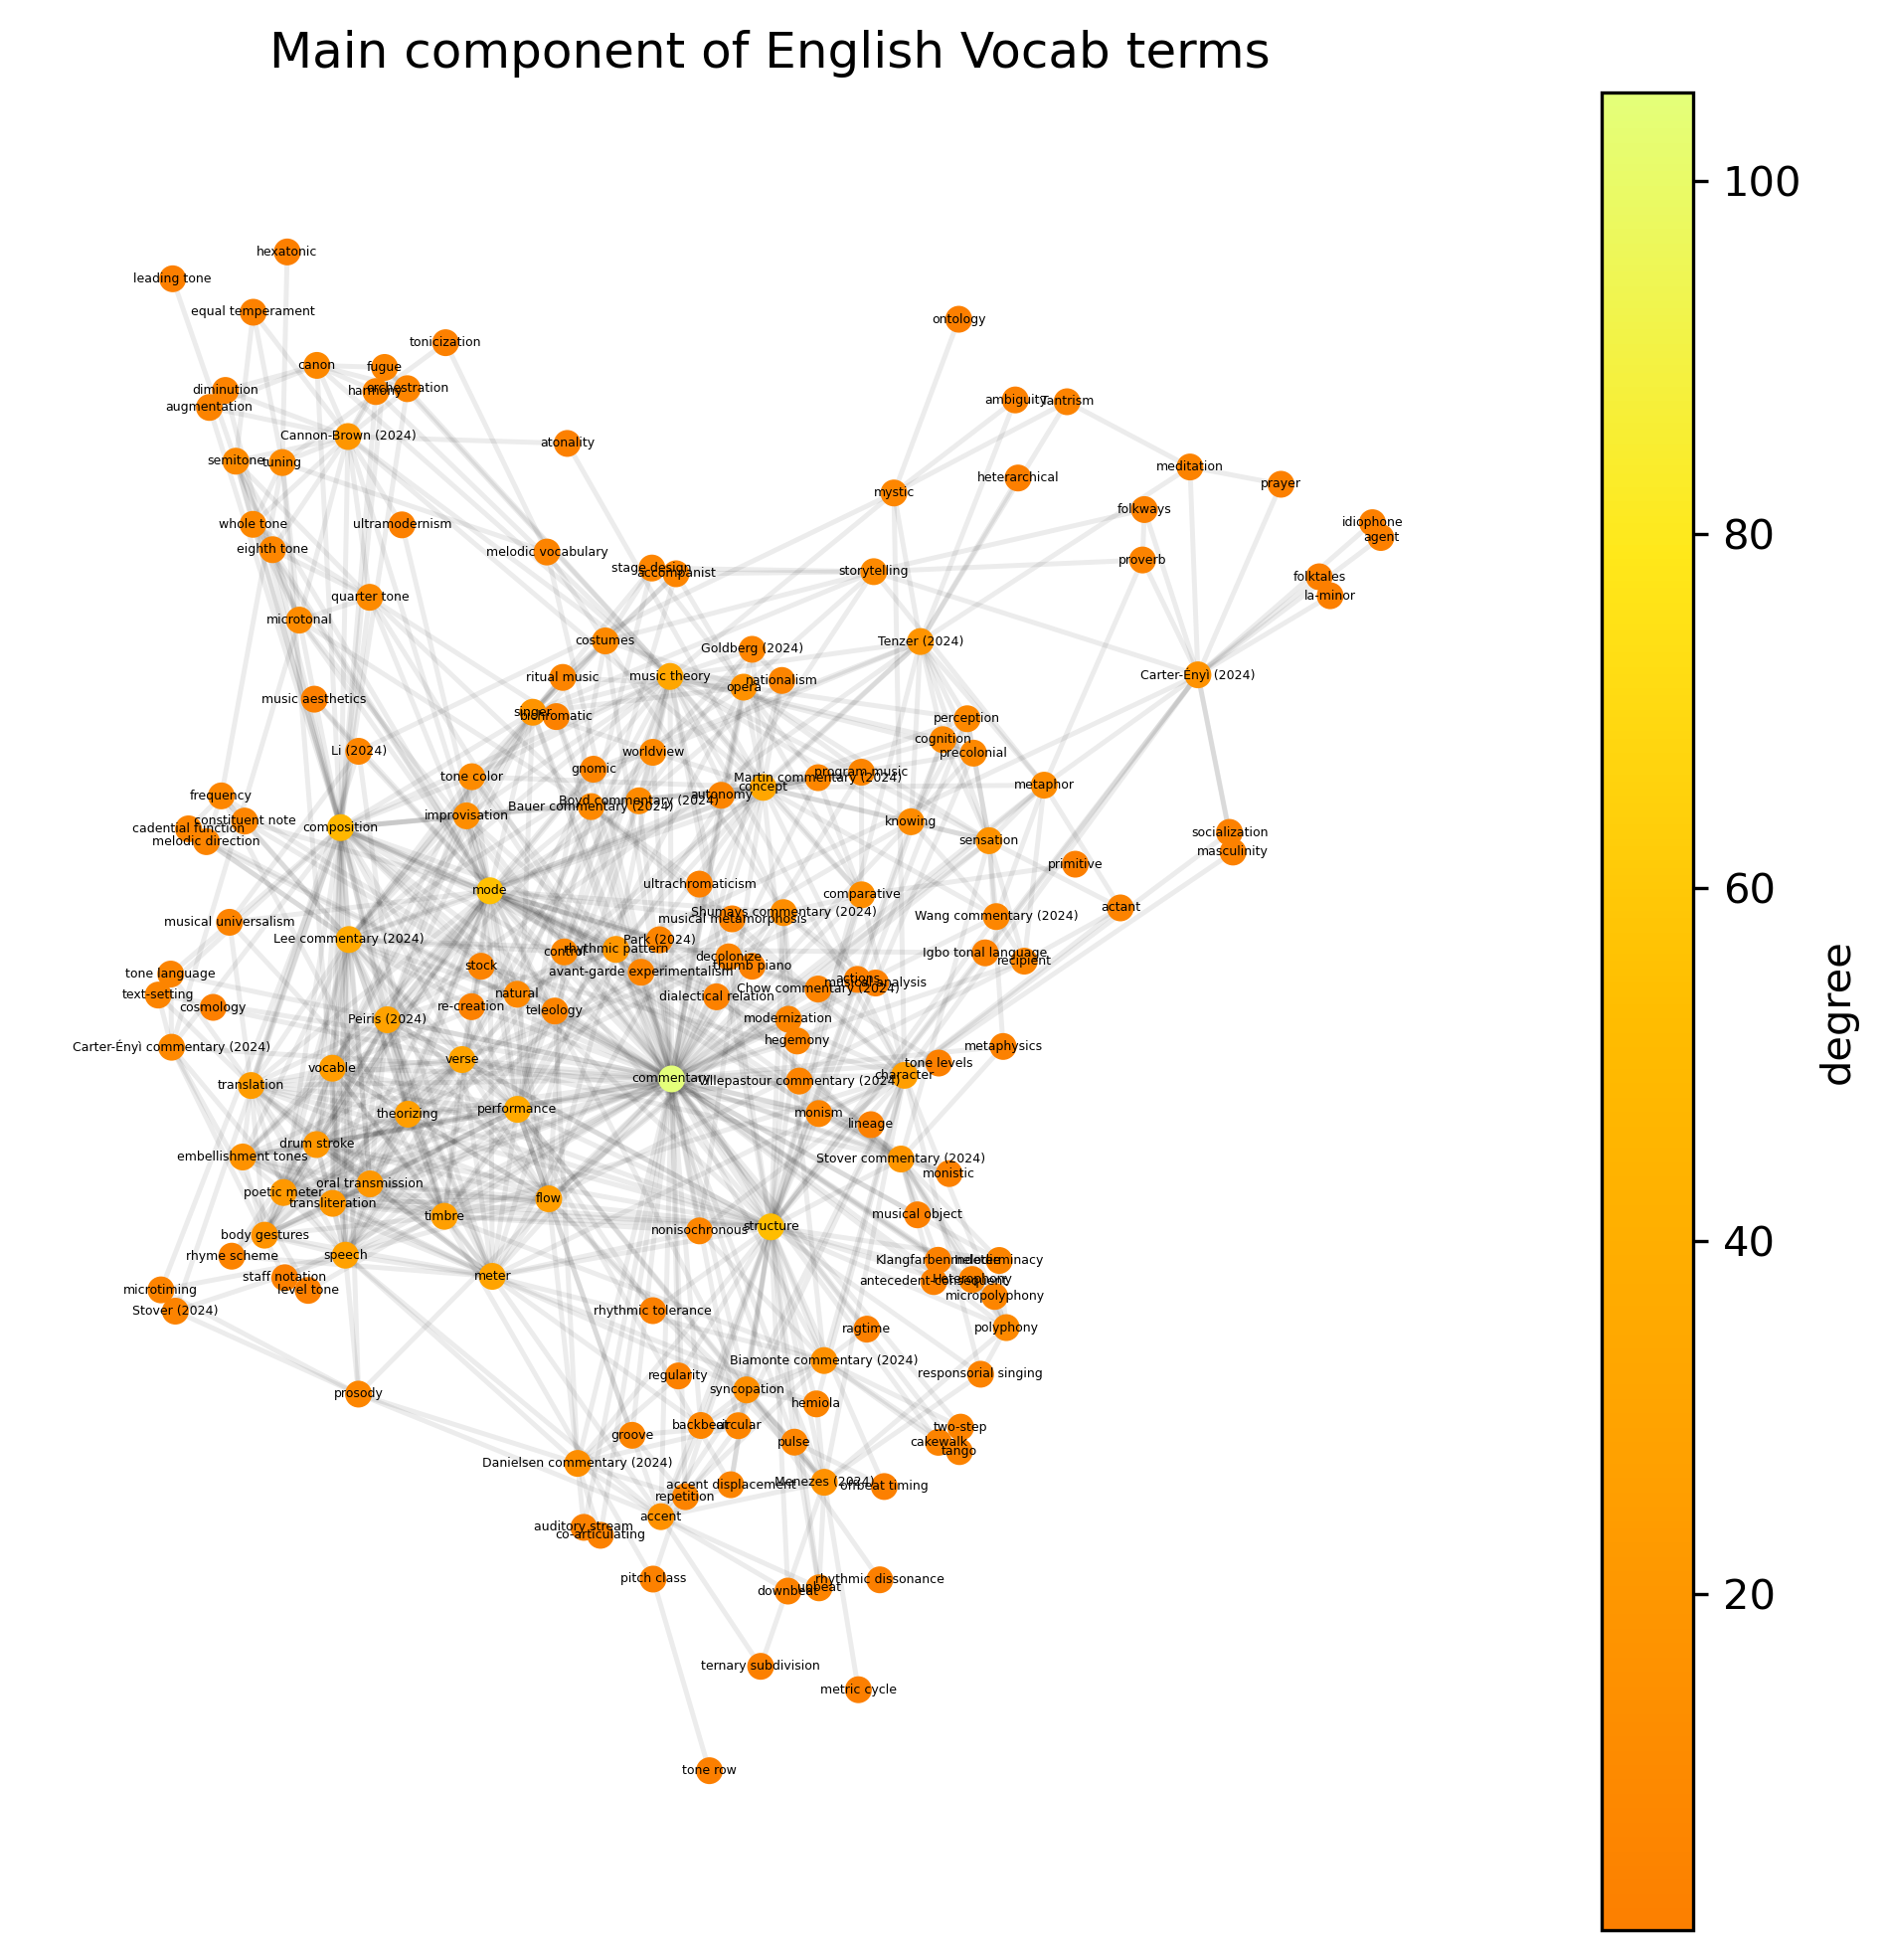 Main component of English Vocab terms
hexatonic
leading tone
equal temperament
ontology
tonicization
canon
fugue
diminution
harmony
orchestration
augmentation
ambiguity
Tantrism
Cannon-Brown (2024)
atonality
semitone
tuning
meditation
heterarchical
prayer
mystic
folkways
whole tone
ultramodernism
idiophone
agent
eighth tone
melodic vocabulary
proverb
stage design
accompanist
storytelling
folktales
la-minor
quarter tone
microtonal
costumes
Goldberg (2024)
Tenzer (2024)
Carter-Ényì (2024)
ritual music
music theory
opera
nationalism
music aesthetics
singer
bichromatic
perception
cognition
precolonial
Li (2024)
worldview
tone color
gnomic
program music
Martin commentary (2024)
concept
metaphor
autonomy
frequency
Boyd commentary (2024)
Bauer commentary (2024)
improvisation
constituent note
cadential function
melodic direction
composition
knowing
sensation
socialization
masculinity
primitive
mode
ultrachromaticism
comparative
actant
musical universalism
Shumays commentary (2024)
musical metamorphosis
Wang commentary (2024)
Lee commentary (2024)
Park (2024)
control
rhythmic pattern
decolonize
Igbo tonal language
recipient
stock
thumb piano
avant-garde experimentalism
tone language
text-setting
actions
musical analysis
Chow commentary (2024)
natural
dialectical relation
cosmology
re-creation
teleology
Peiris (2024)
modernization
hegemony
Carter-Ényì commentary (2024)
metaphysics
verse
tone levels
vocable
commentary
Villepastour commentary (2024)
character
translation
theorizing
performance
monism
lineage
drum stroke
embellishment tones
Stover commentary (2024)
monistic
oral transmission
poetic meter
transliteration
flow
timbre
musical object
nonisochronous
structure
body gestures
speech
rhyme scheme
Klangfarbenmelodie
indeterminacy
staff notation
level tone
meter
antecedent-consequent
Heterophony
microtiming
micropolyphony
Stover (2024)
rhythmic tolerance
ragtime
polyphony
Biamonte commentary (2024)
regularity
responsorial singing
prosody
syncopation
hemiola
backbeat
circular
two-step
groove
pulse
cakewalk
tango
Danielsen commentary (2024)
accent displacement
Menezes (2024)
offbeat timing
repetition
accent
auditory stream
co-articulating
pitch class
rhythmic dissonance
downbeat
upbeat
ternary subdivision
metric cycle
tone row
100
80
60
40
20
degree